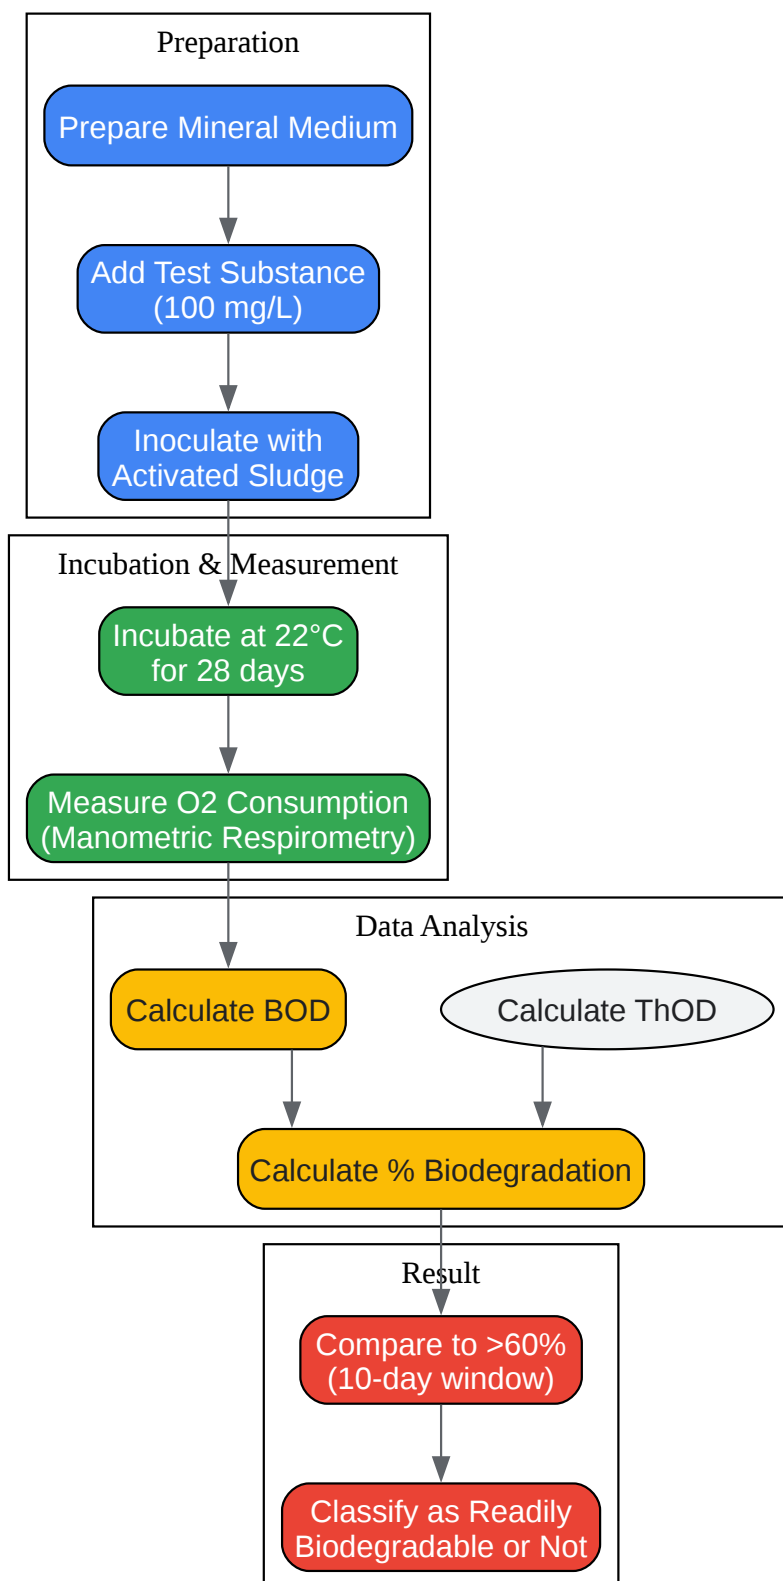 Preparation
Prepare Mineral Medium
Add Test Substance
(100 mg/L)
Inoculate with
Activated Sludge
Incubation & Measurement
Incubate at 22°C
for 28 days
Measure O2 Consumption
(Manometric Respirometry)
Data Analysis
Calculate BOD
Calculate ThOD
Calculate % Biodegradation
Result
Compare to >60%
(10-day window)
Classify as Readily
Biodegradable or Not